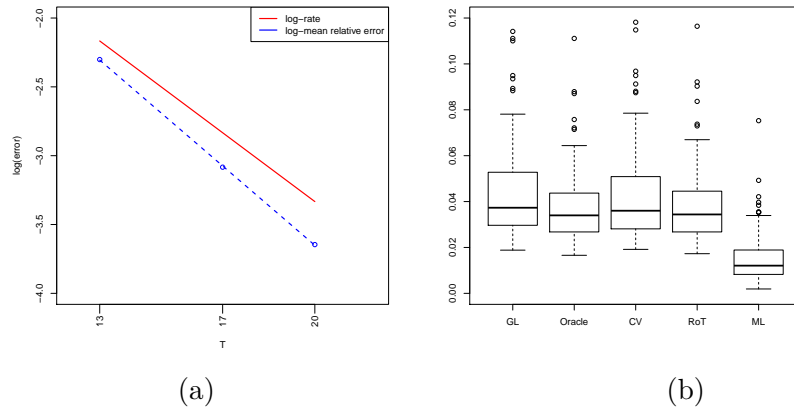 log−rate
log−mean relative error
log(error)
−2.0
−2.5
−3.0
−3.5
−4.0
13
17
20
T
(a)
0.12
0.10
0.08
0.06
0.04
0.02
0.00
GL
Oracle
CV
RoT
ML
(b)